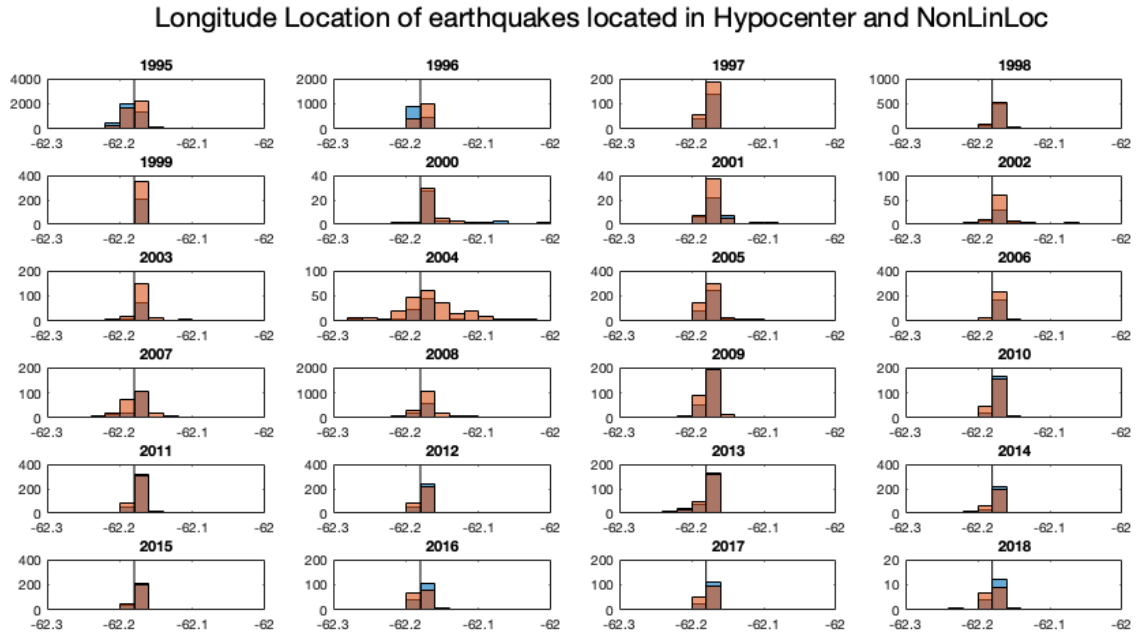 Longitude Location of earthquakes located in Hypocenter and NonLinLoc
1995 1996 1997 1998
4000 2000 200 1000
2000 1000 100 500
0 0 0 0
-62.3 -62.2 -62.1 -62 -62.3 -62.2 -62.1 -62 -62.3 -62.2 -62.1 -62 -62.3 -62.2 -62.1 -62
1999 2000 2001 2002
400 40 40 100
200 20 20 50
0 0 0 0
-62.3 -62.2 -62.1 -62 -62.3 -62.2 -62.1 -62 -62.3 -62.2 -62.1 -62 -62.3 -62.2 -62.1 -62
2003 2004 2005 2006
200 100 400 400
100 50 200 200
0 0 0 0
-62.3 -62.2 -62.1 -62 -62.3 -62.2 -62.1 -62 -62.3 -62.2 -62.1 -62 -62.3 -62.2 -62.1 -62
2007 2008 2009 2010
200 2000 200 200
100 1000 100 100
0 0 0 0
-62.3 -62.2 -62.1 -62 -62.3 -62.2 -62.1 -62 -62.3 -62.2 -62.1 -62 -62.3 -62.2 -62.1 -62
2011 2012 2013 2014
400 400 200 400
200 200 100 200
0 0 0 0
-62.3 -62.2 -62.1 -62 -62.3 -62.2 -62.1 -62 -62.3 -62.2 -62.1 -62 -62.3 -62.2 -62.1 -62
2015 2016 2017 2018
400 200 200 20
200 100 100 10
0 0 0 0
-62.3 -62.2 -62.1 -62 -62.3 -62.2 -62.1 -62 -62.3 -62.2 -62.1 -62 -62.3 -62.2 -62.1 -62